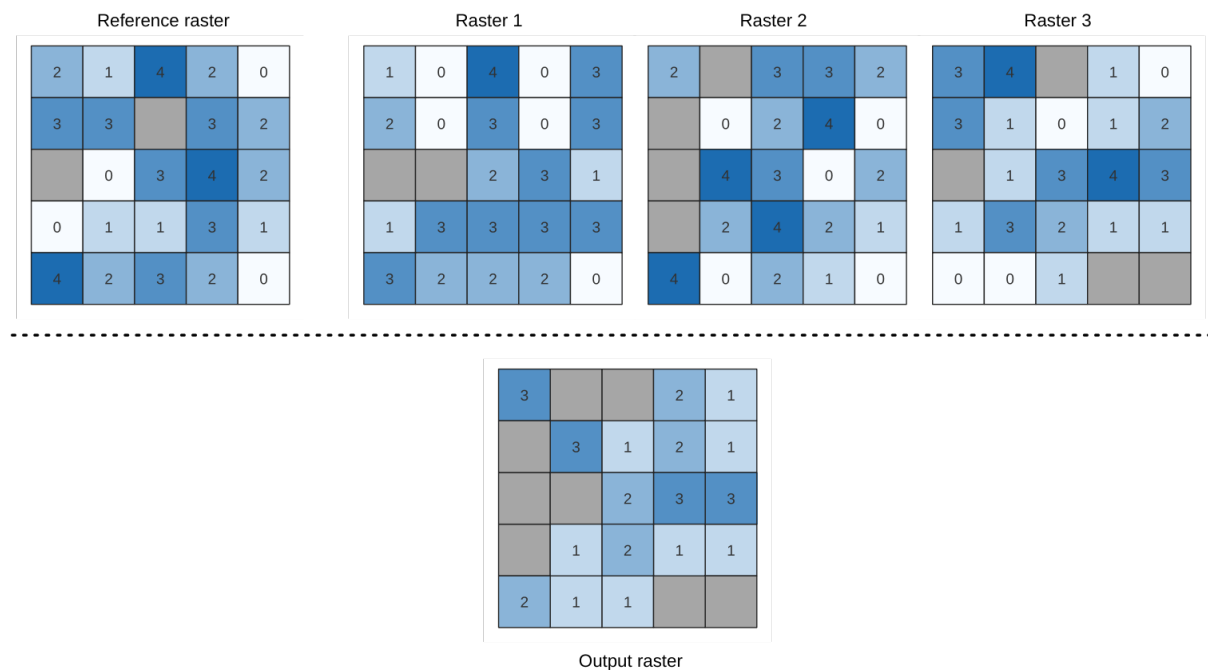 Reference raster Raster 1 Raster 2 Raster 3
2 1 4 2 0 1 0 4 0 3 2 3 3 2 3 4 1 0
3 3 3 2 2 0 3 0 3 0 2 4 0 3 1 0 1 2
0 3 4 2 2 3 1 4 3 0 2 1 3 4 3
0 1 1 3 1 1 3 3 3 3 2 4 2 1 1 3 2 1 1
4 2 3 2 0 3 2 2 2 0 4 0 2 1 0 0 0 1
3 2 1
3 1 2 1
2 3 3
1 2 1 1
2 1 1
Output raster